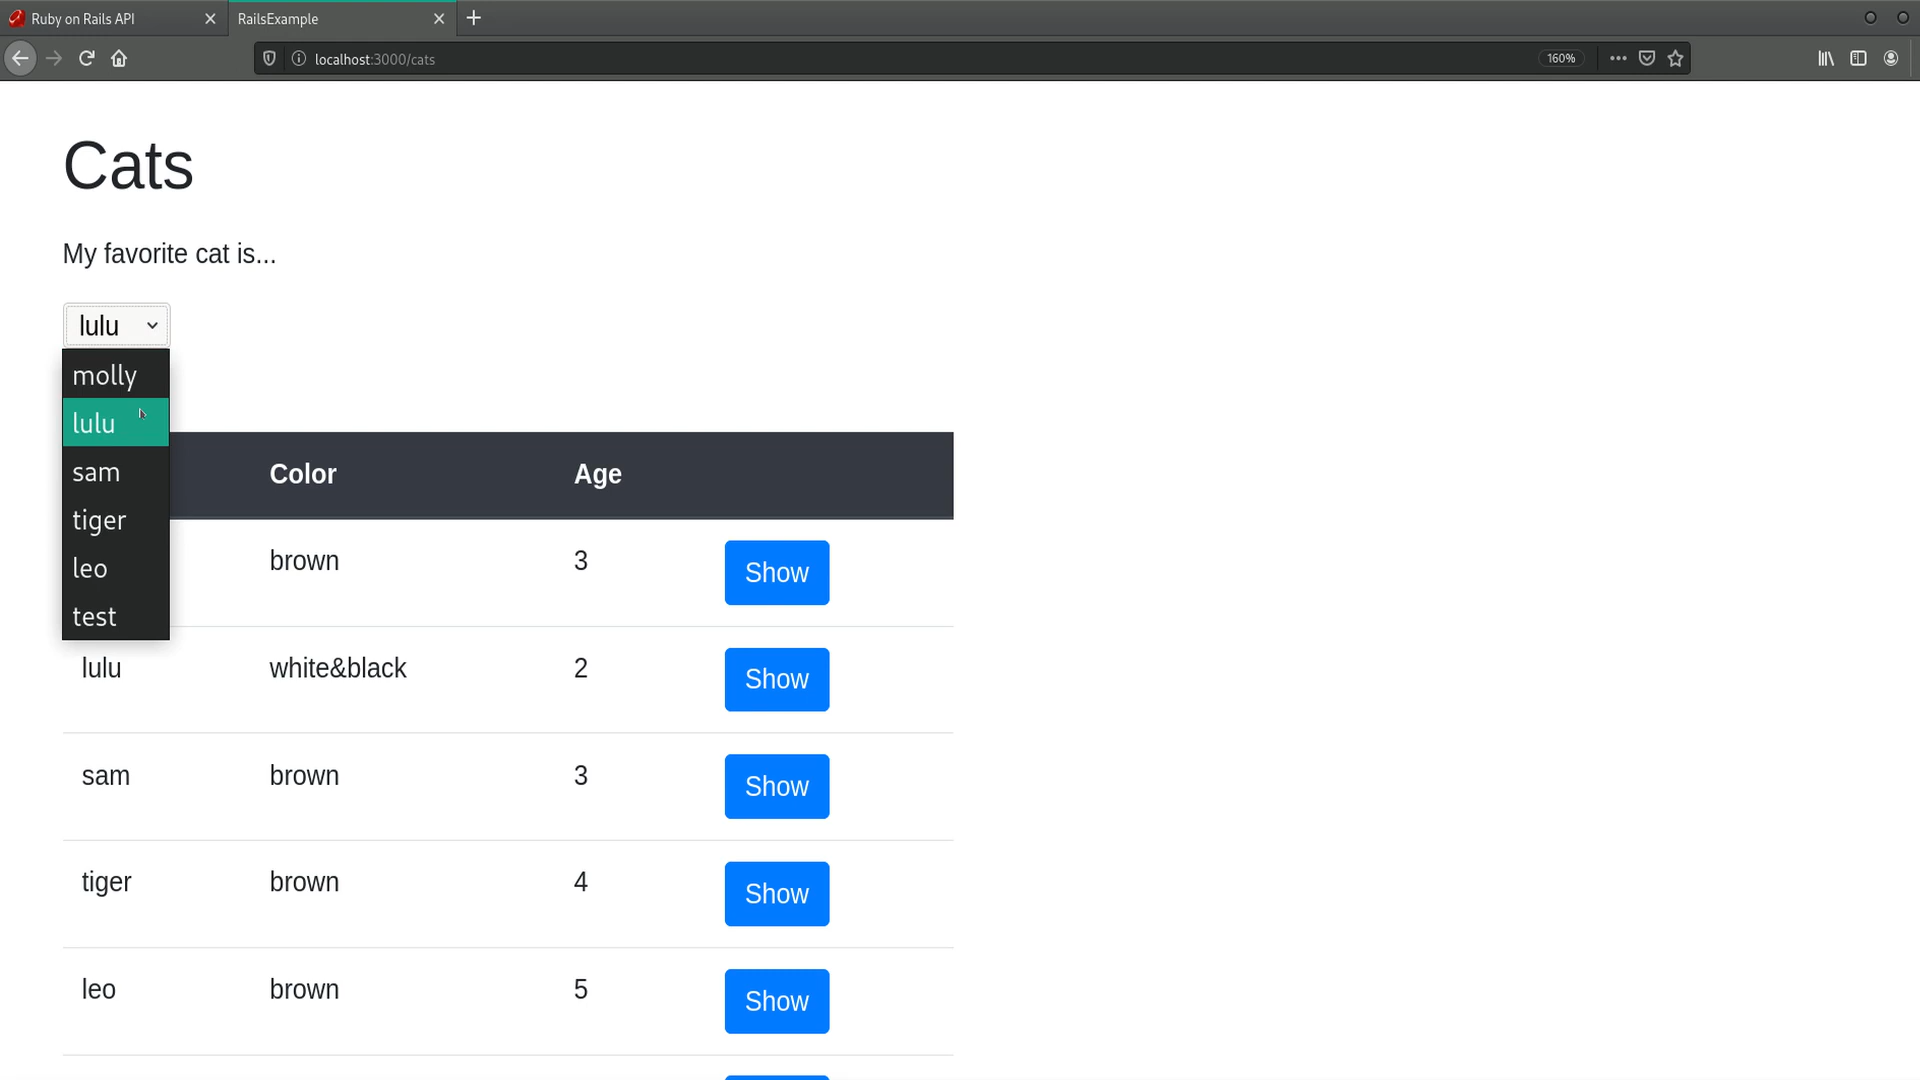 Ruby on Rails API
RailsExample
localhost:3000/cats
160%
Cats
My favorite cat is...
lulu
molly
lulu
sam
tiger
leo
test
Color Age
brown 3 Show
lulu white&black 2 Show
sam brown 3 Show
tiger brown 4 Show
leo brown 5 Show